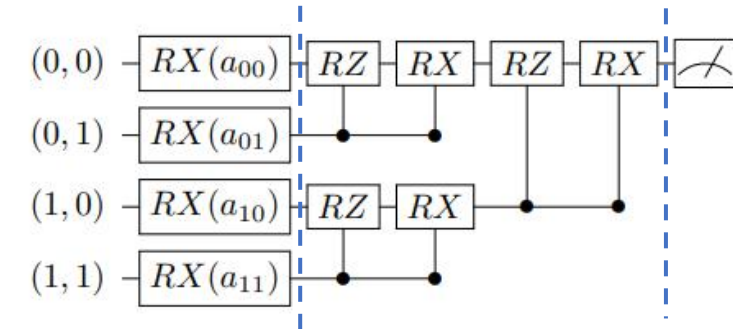 (0, 0) RX(a₀₀) RZ RX RZ RX
(0, 1) RX(a₀₁)
(1, 0) RX(a₁₀) RZ RX
(1, 1) RX(a₁₁)